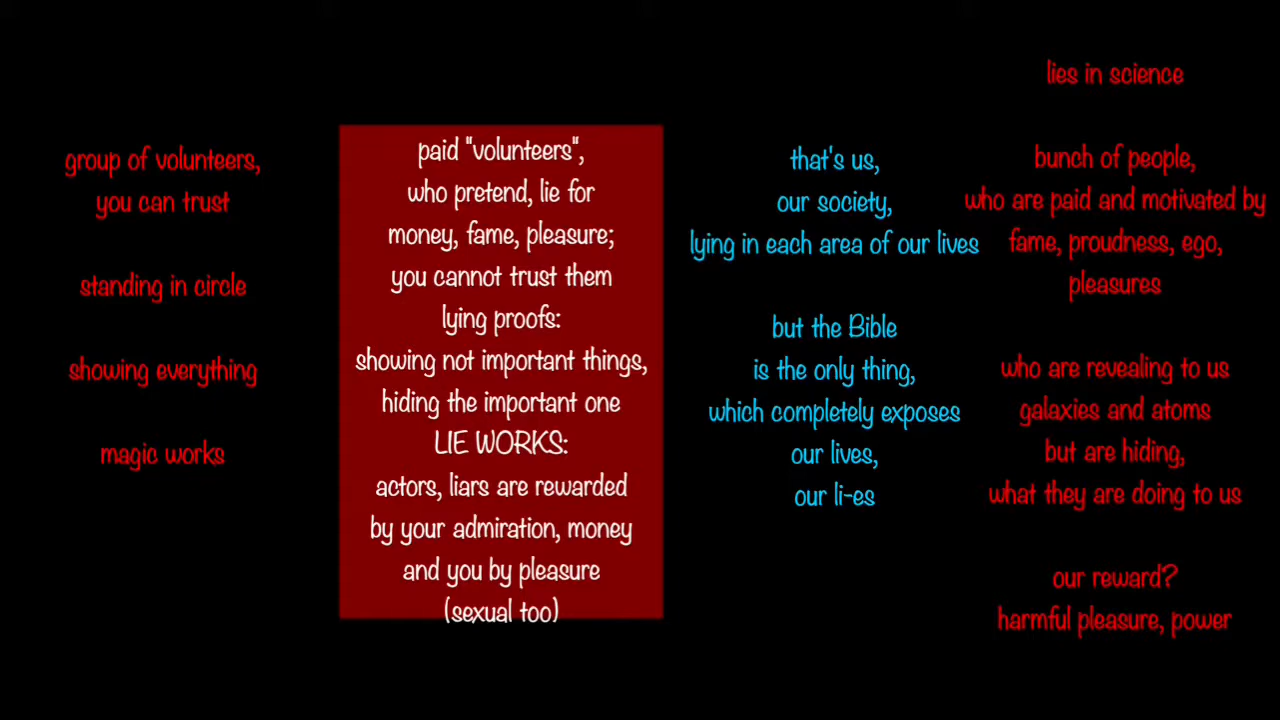 group of volunteers,
you can trust
standing in circle
showing everything
magic works
paid "volunteers",
who pretend, lie for
money, fame, pleasure;
you cannot trust them
lying proofs:
showing not important things,
hiding the important one
LIE WORKS:
actors, liars are rewarded
by your admiration, money
and you by pleasure
(sexual too)
that's us,
our society,
lying in each area of our lives
but the Bible
is the only thing,
which completely exposes
our lives,
our li-es
lies in science
bunch of people,
who are paid and motivated by
fame, proudness, ego,
pleasures
who are revealing to us
galaxies and atoms
but are hiding,
what they are doing to us
our reward?
harmful pleasure, power